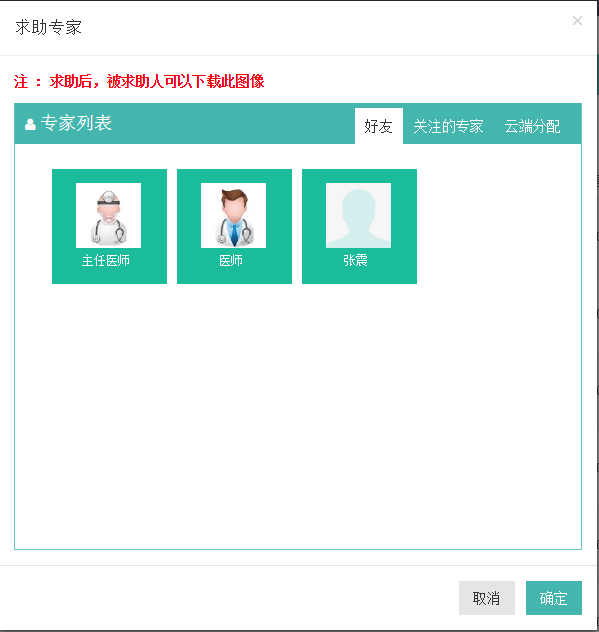 求助专家
×
注 ： 求助后，被求助人可以下载此图像
专家列表 好友 关注的专家 云端分配
主任医师 医师 张震
取消 确定